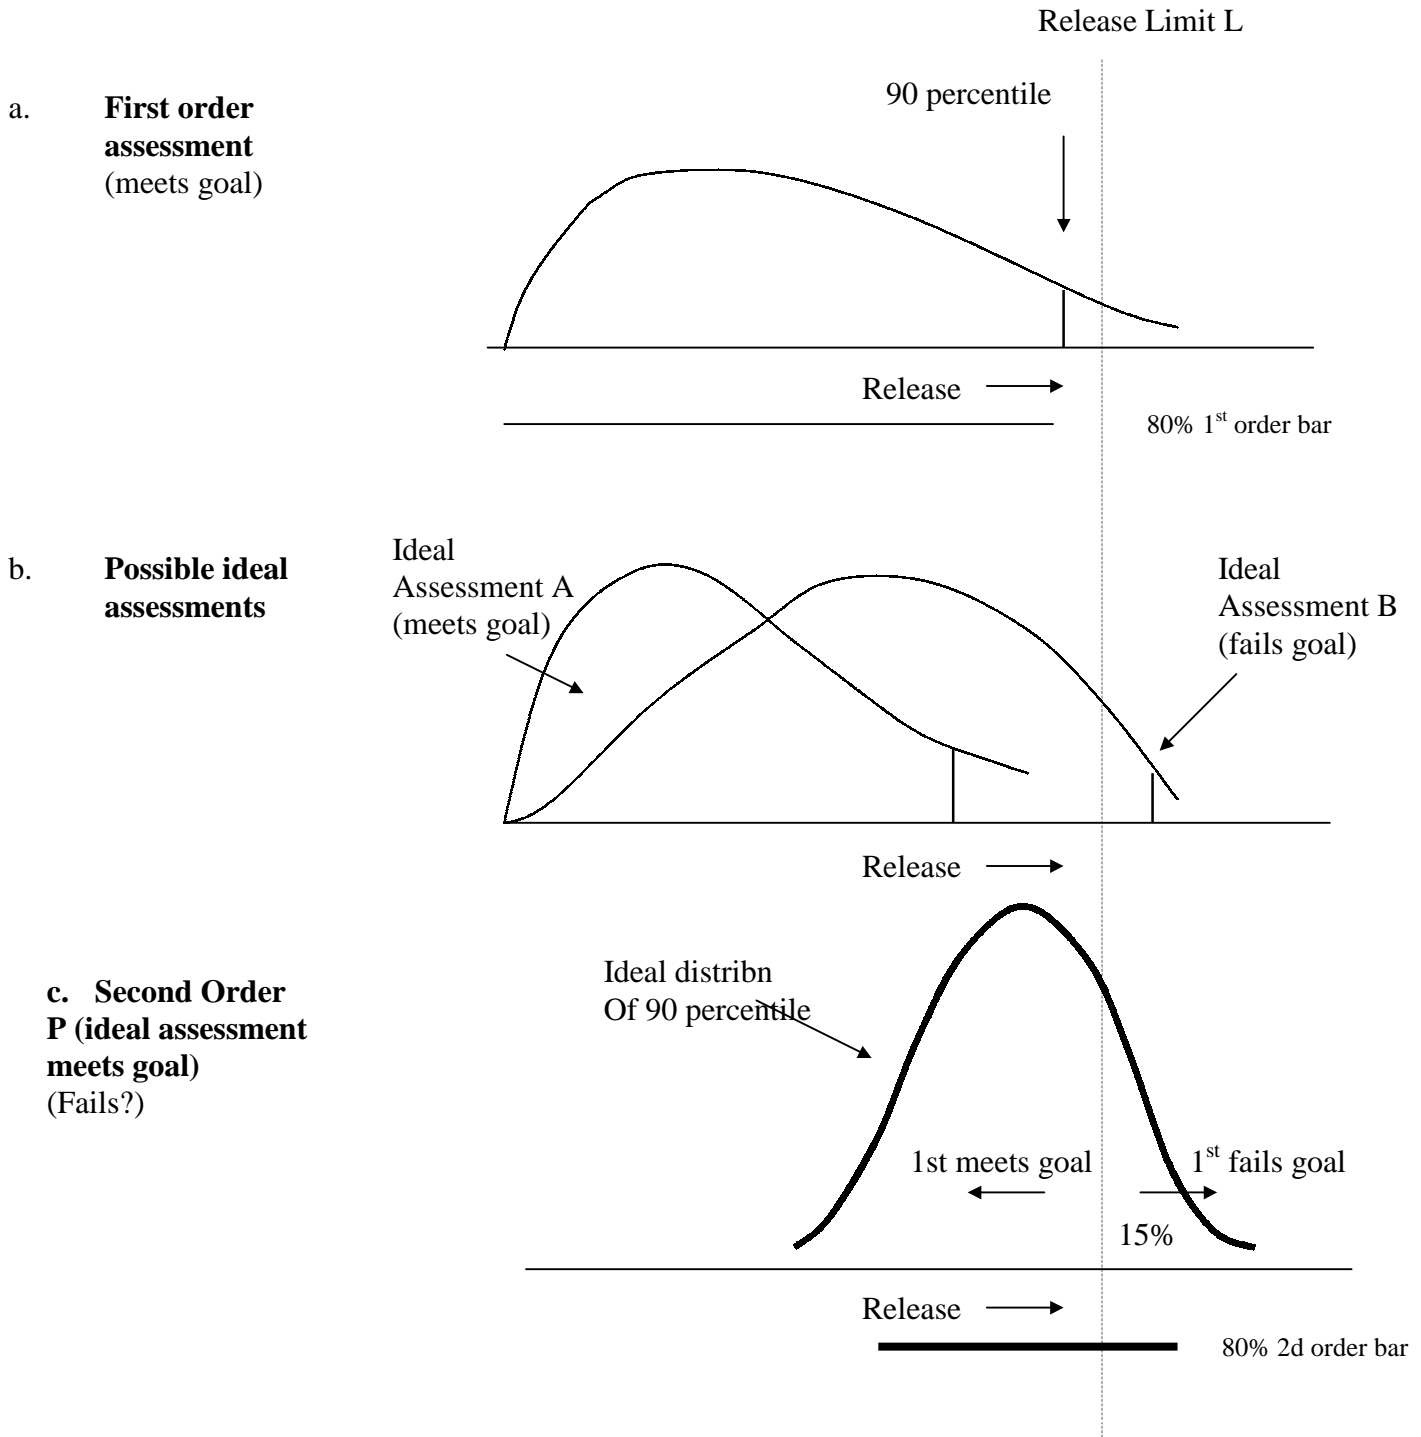 Release Limit L
90 percentile
a. First order
assessment
(meets goal)
Release
80% 1st order bar
b. Possible ideal
assessments
Ideal
Assessment A
(meets goal)
Ideal
Assessment B
(fails goal)
Release
c. Second Order
P (ideal assessment
meets goal)
(Fails?)
Ideal distribn
Of 90 percentile
1st meets goal
1st fails goal
15%
Release
80% 2d order bar